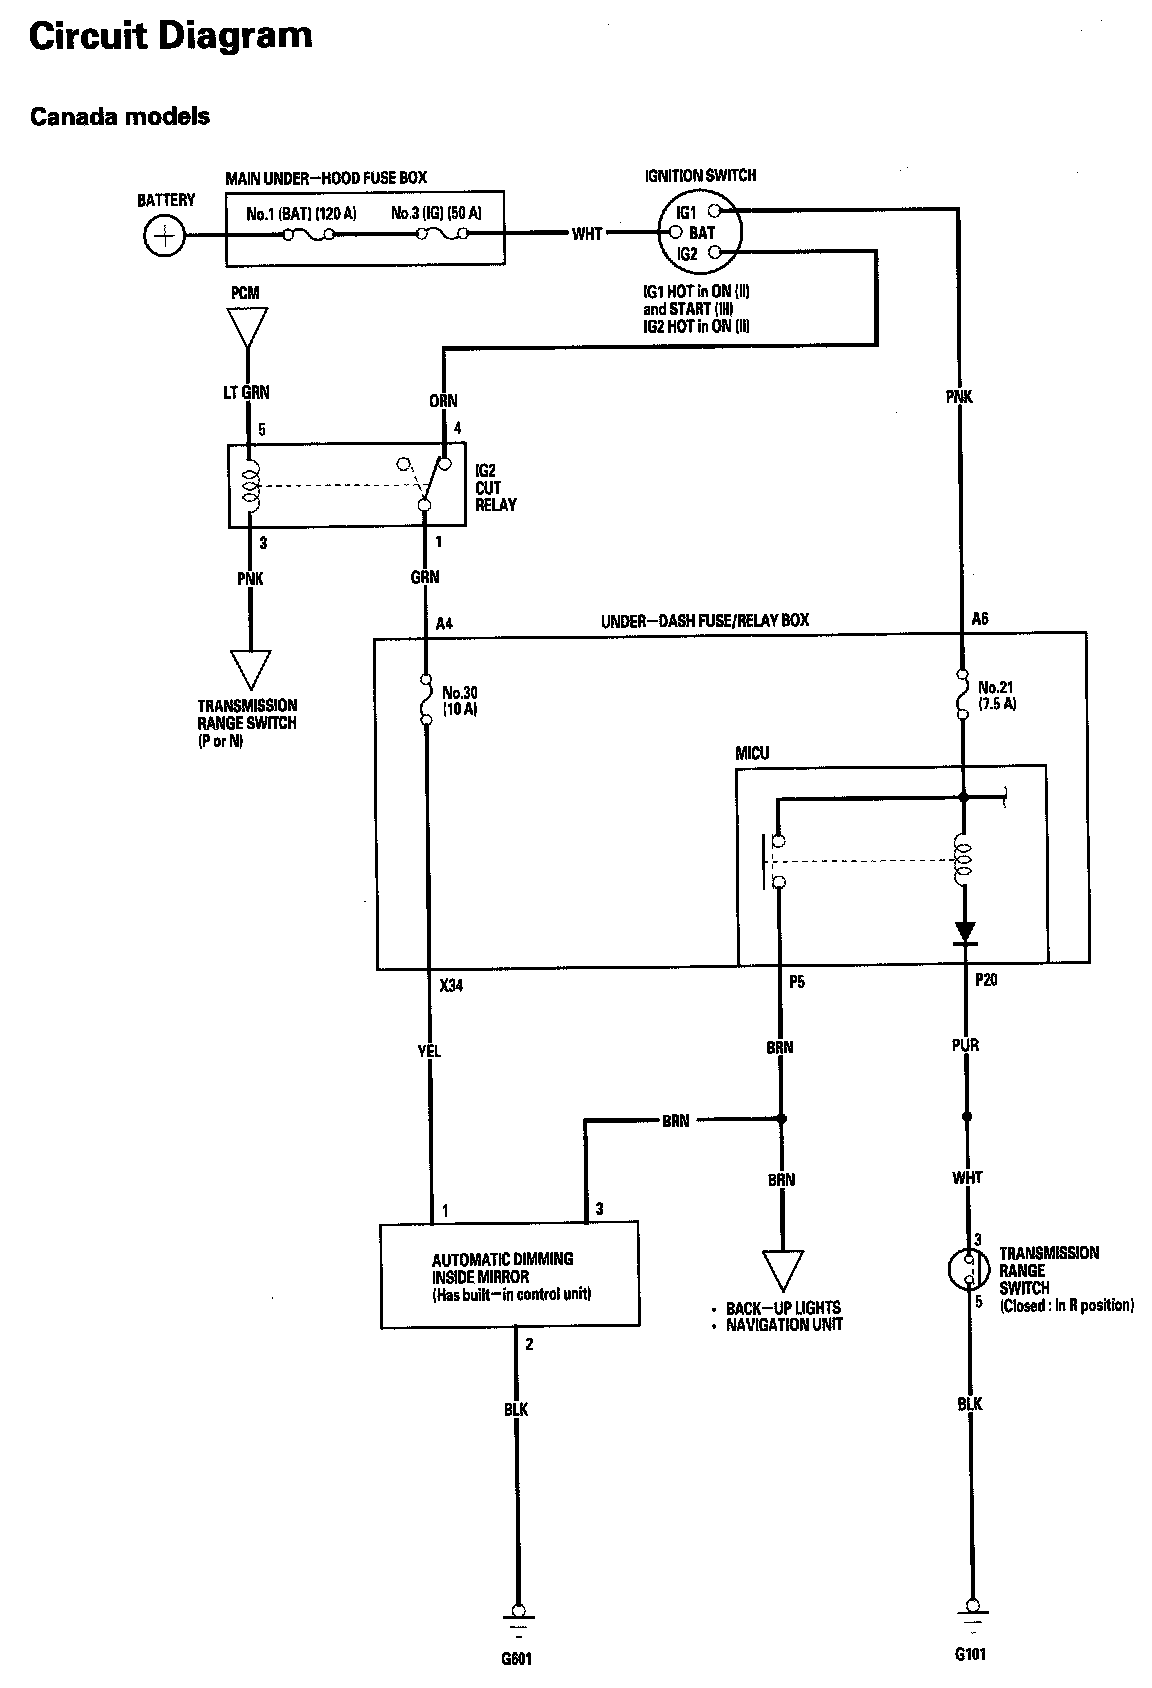 Circuit Diagram
Canada models
MAIN UNDER–HOOD FUSE BOX
IGNITION SWITCH
BATTERY
No.1 (BAT) (120 A)
No.3 (IG) (50 A)
IG1
WHT
BAT
IG2
IG1 HOT in ON (II)
and START (III)
IG2 HOT in ON (II)
PCM
LT GRN
ORN
PNK
5
4
IG2
CUT
RELAY
3
1
PNK
GRN
A4
UNDER–DASH FUSE/RELAY BOX
A6
TRANSMISSION
RANGE SWITCH
(P or N)
No.30
(10 A)
No.21
(7.5 A)
MICU
X34
P5
P20
YEL
BRN
PUR
BRN
BRN
WHT
1
3
AUTOMATIC DIMMING
INSIDE MIRROR
(Has built–in control unit)
2
• BACK–UP LIGHTS
• NAVIGATION UNIT
3
TRANSMISSION
RANGE
SWITCH
(Closed : In R position)
5
BLK
BLK
G601
G101